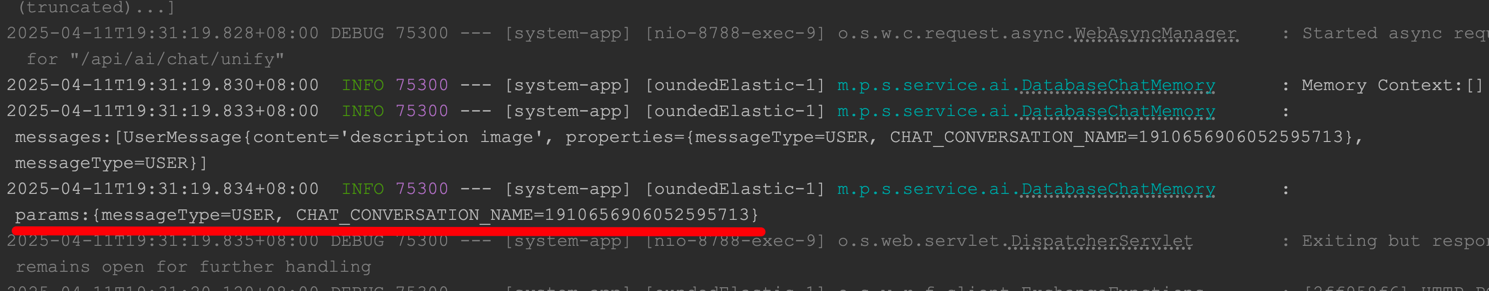 (truncated)...]
2025-04-11T19:31:19.828+08:00 DEBUG 75300 --- [system-app] [nio-8788-exec-9] o.s.w.c.request.async.WebAsyncManager : Started async req
for "/api/ai/chat/unify"
2025-04-11T19:31:19.830+08:00 INFO 75300 --- [system-app] [oundedElastic-1] m.p.s.service.ai.DatabaseChatMemory : Memory Context:[]
2025-04-11T19:31:19.833+08:00 INFO 75300 --- [system-app] [oundedElastic-1] m.p.s.service.ai.DatabaseChatMemory :
messages:[UserMessage{content='description image', properties={messageType=USER, CHAT_CONVERSATION_NAME=1910656906052595713},
messageType=USER}]
2025-04-11T19:31:19.834+08:00 INFO 75300 --- [system-app] [oundedElastic-1] m.p.s.service.ai.DatabaseChatMemory :
params:{messageType=USER, CHAT_CONVERSATION_NAME=1910656906052595713}
2025-04-11T19:31:19.835+08:00 DEBUG 75300 --- [system-app] [nio-8788-exec-9] o.s.web.servlet.DispatcherServlet : Exiting but respon
remains open for further handling